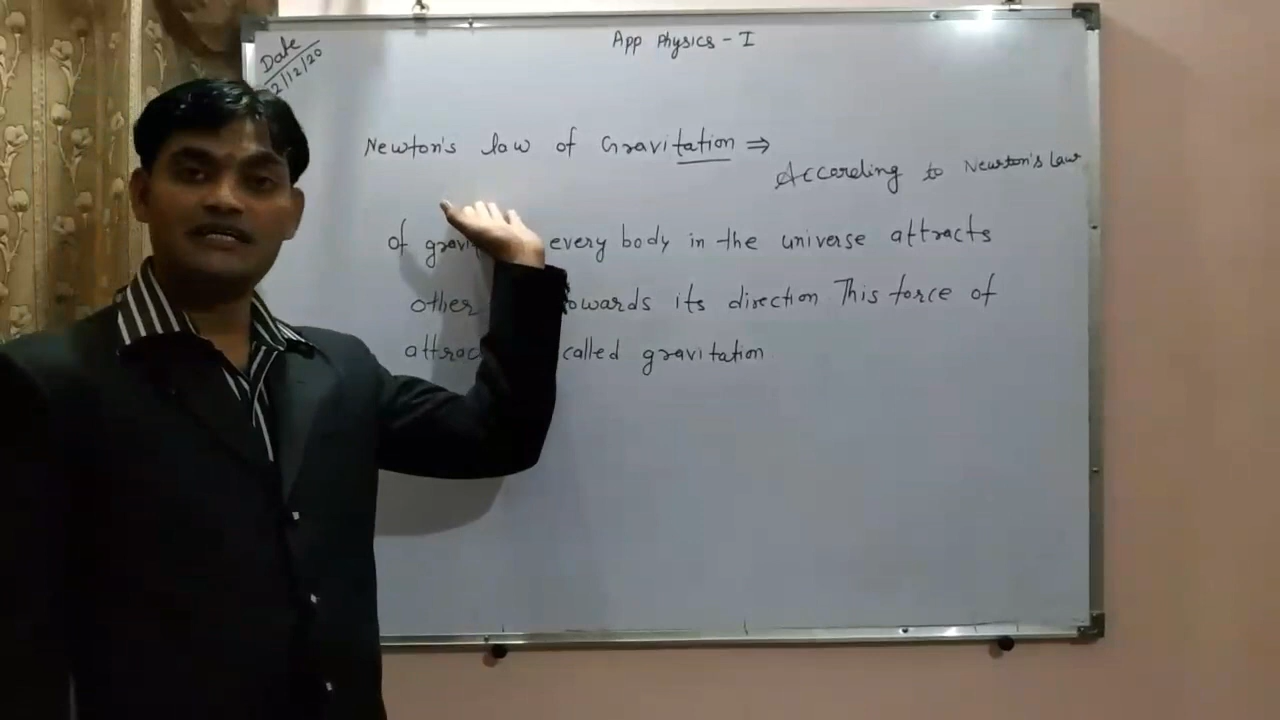 App Physics - I
Date
2/12/20
Newton's law of Gravitation ⇒
According to Newton's Law
of every body in the universe attracts
other towards its direction This force of
called gravitation